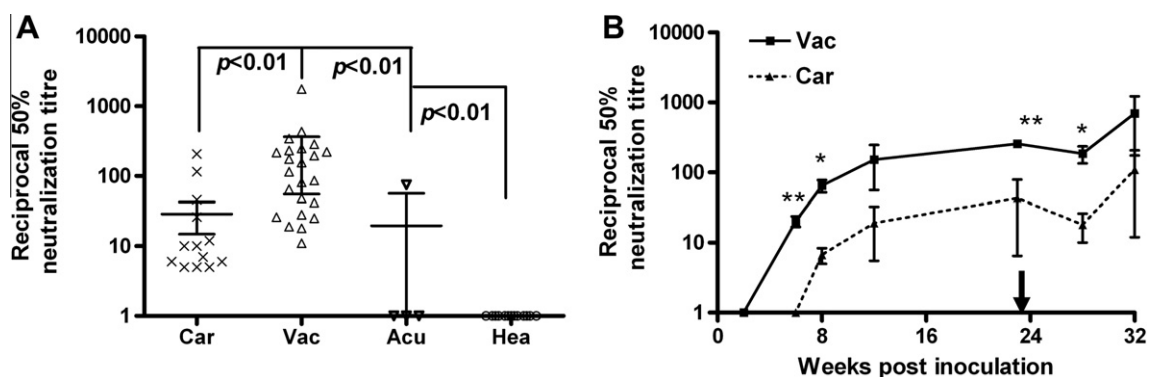 A
Reciprocal 50%
neutralization titre
10000
1000
100
10
1
p<0.01
p<0.01
p<0.01
Car
Vac
Acu
Hea
B
Reciprocal 50%
neutralization titre
10000
1000
100
10
1
Vac
Car
**
*
**
*
0
8
16
24
32
Weeks post inoculation